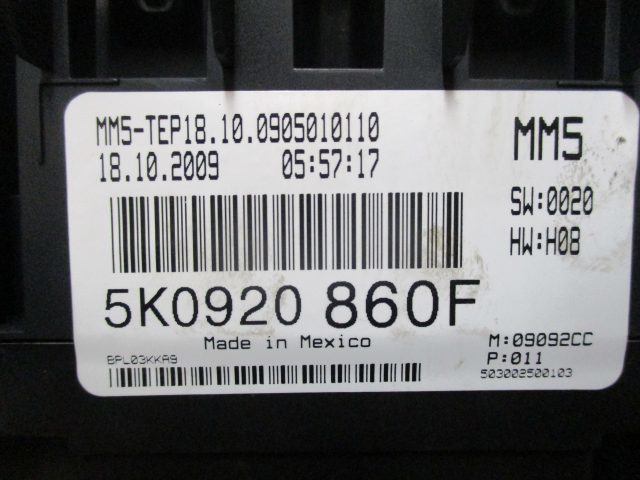 MM5-TEP18.10.0905010110
18.10.2009 05:57:17
MM5
SW:0020
HW:H08
5K0920 860F
Made in Mexico
M:09092CC
P:011
BPL03KKA9
503002500103